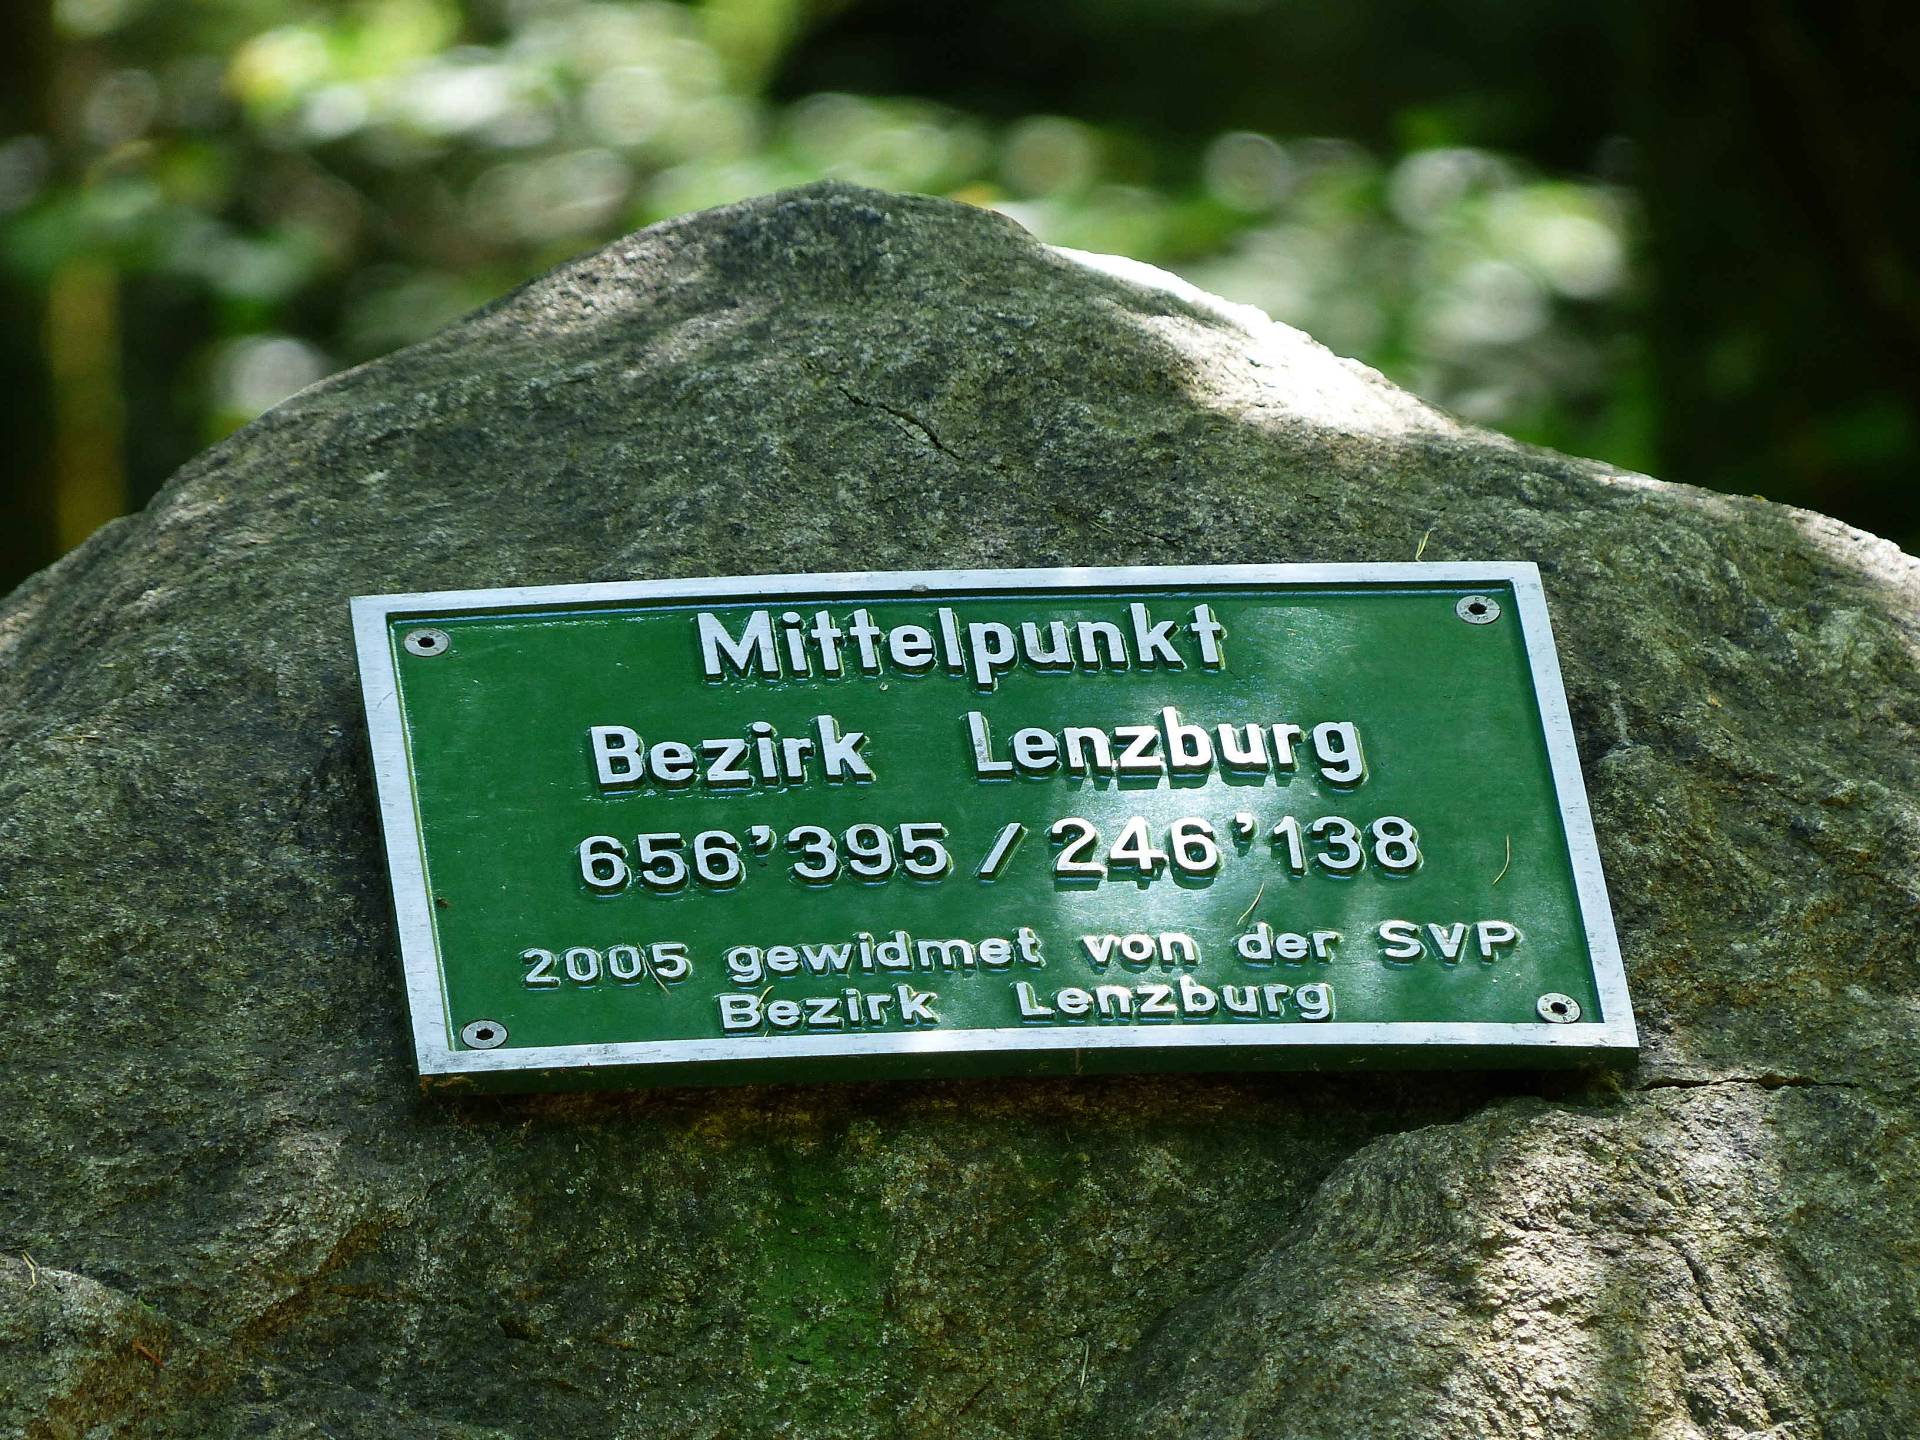 Mittelpunkt
Bezirk Lenzburg
656'395 / 246'138
2005 gewidmet von der SVP
Bezirk Lenzburg